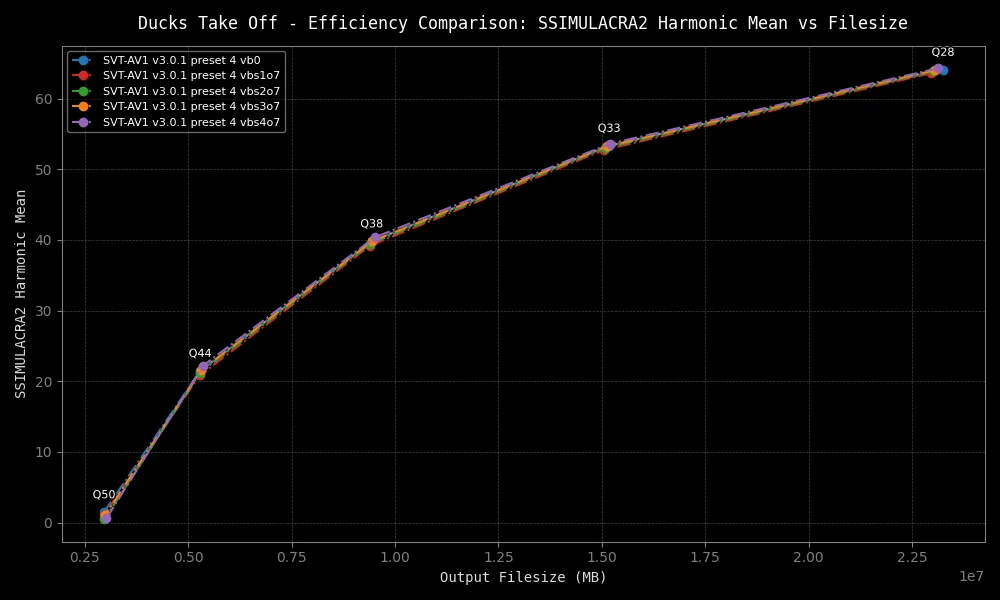 Ducks Take Off - Efficiency Comparison: SSIMULACRA2 Harmonic Mean vs Filesize
SVT-AV1 v3.0.1 preset 4 vb0
SVT-AV1 v3.0.1 preset 4 vbs1o7
SVT-AV1 v3.0.1 preset 4 vbs2o7
SVT-AV1 v3.0.1 preset 4 vbs3o7
SVT-AV1 v3.0.1 preset 4 vbs4o7
Q28
Q33
Q38
Q44
Q50
SSIMULACRA2 Harmonic Mean
60
50
40
30
20
10
0
0.25 0.50 0.75 1.00 1.25 1.50 1.75 2.00 2.25
1e7
Output Filesize (MB)